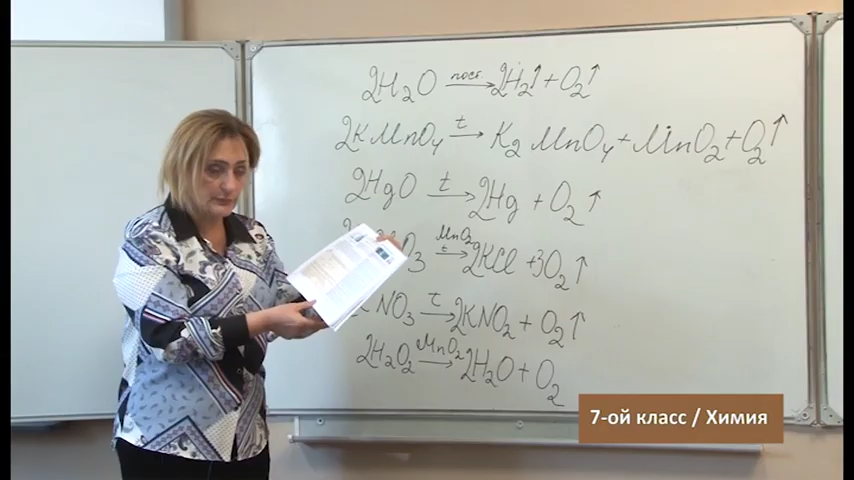 2H₂O пост.→ 2H₂↑ + O₂↑
2KMnO₄ t→ K₂MnO₄ + MnO₂ + O₂↑
2HgO t→ 2Hg + O₂↑
O₃ MnO₂ t→ 2KCl + 3O₂↑
NO₃ t→ 2KNO₂ + O₂↑
2H₂O₂ MnO₂→ 2H₂O + O₂
7-ой класс / Химия